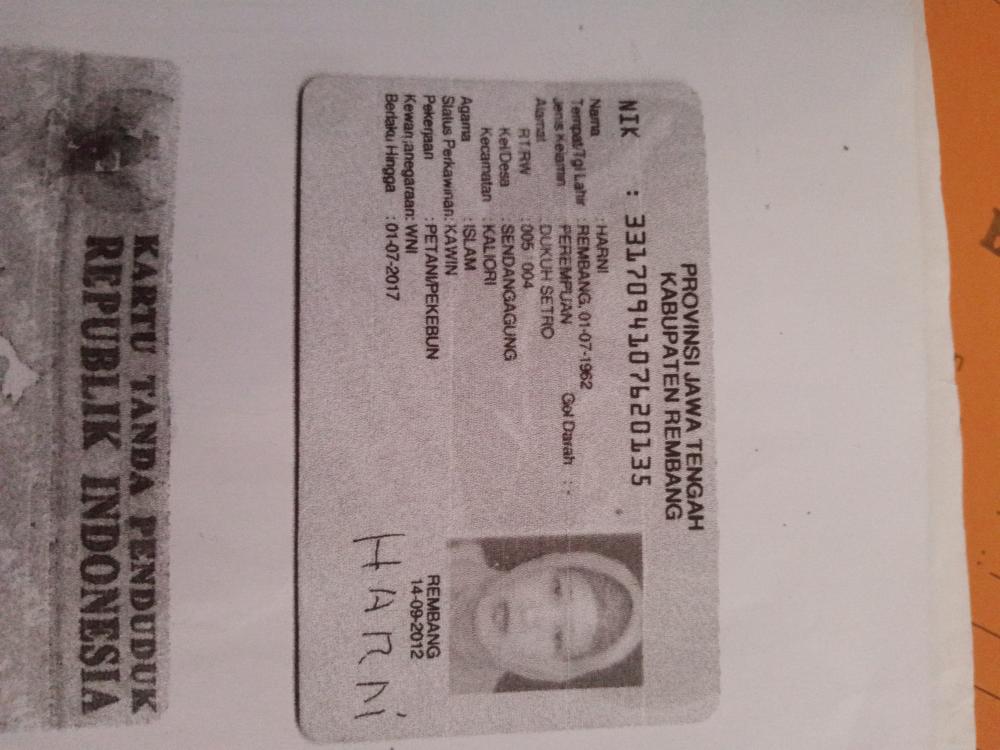 PROVINSI JAWA TENGAH
KABUPATEN REMBANG
NIK : 3317094107620135
Nama : HARNI
Tempat/Tgl Lahir : REMBANG, 01-07-1962
Jenis Kelamin : PEREMPUAN Gol Darah : -
Alamat : DUKUH SETRO
RT/RW : 005 004
Kel/Desa : SENDANGAGUNG
Kecamatan : KALIORI
Agama : ISLAM
Status Perkawinan: KAWIN
Pekerjaan : PETANI/PEKEBUN
Kewarganegaraan: WNI
Berlaku Hingga : 01-07-2017
REMBANG
14-09-2012
HARNI
KARTU TANDA PENDUDUK
REPUBLIK INDONESIA